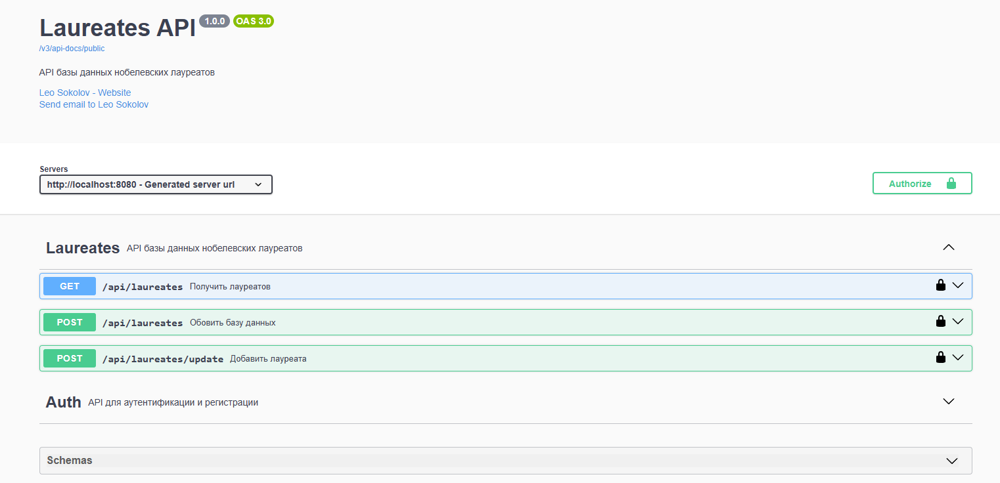 Laureates API 1.0.0 OAS 3.0
/v3/api-docs/public
API базы данных нобелевских лауреатов
Leo Sokolov - Website
Send email to Leo Sokolov
Servers
http://localhost:8080 - Generated server url
Authorize
Laureates API базы данных нобелевских лауреатов
GET /api/laureates Получить лауреатов
POST /api/laureates Обовить базу данных
POST /api/laureates/update Добавить лауреата
Auth API для аутентификации и регистрации
Schemas